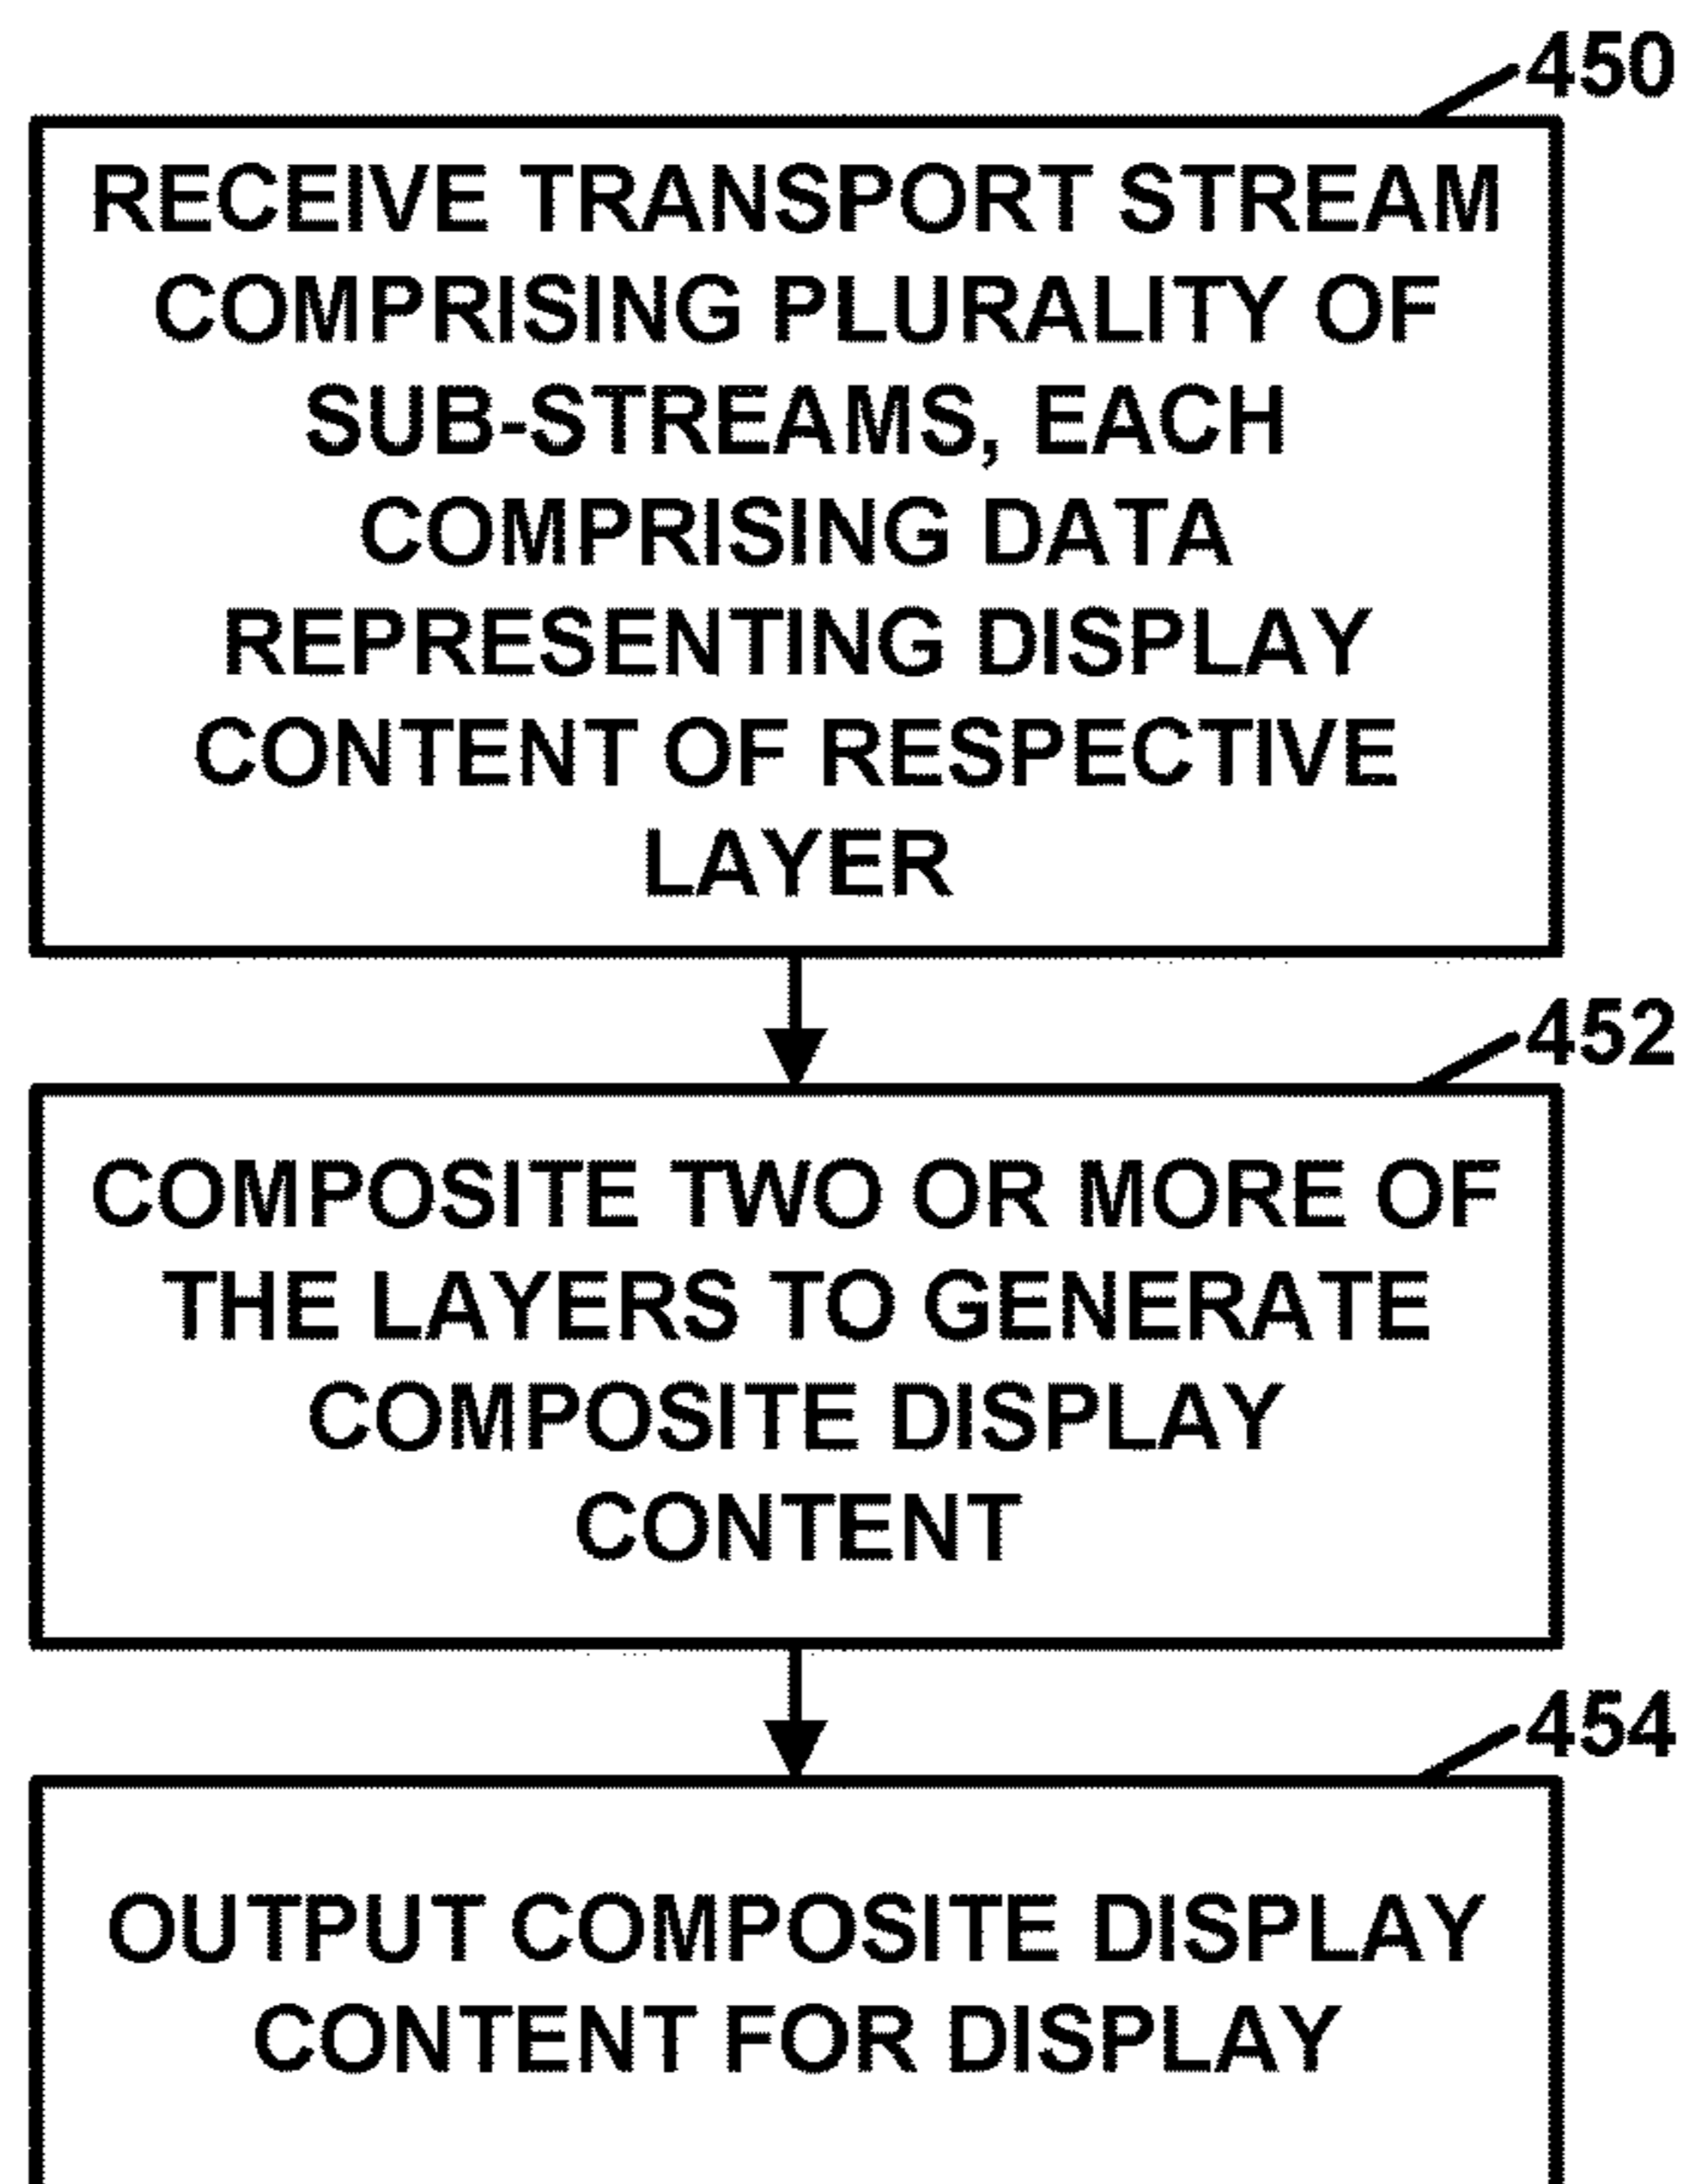 450
RECEIVE TRANSPORT STREAM
COMPRISING PLURALITY OF
SUB-STREAMS, EACH
COMPRISING DATA
REPRESENTING DISPLAY
CONTENT OF RESPECTIVE
LAYER
452
COMPOSITE TWO OR MORE OF
THE LAYERS TO GENERATE
COMPOSITE DISPLAY
CONTENT
454
OUTPUT COMPOSITE DISPLAY
CONTENT FOR DISPLAY